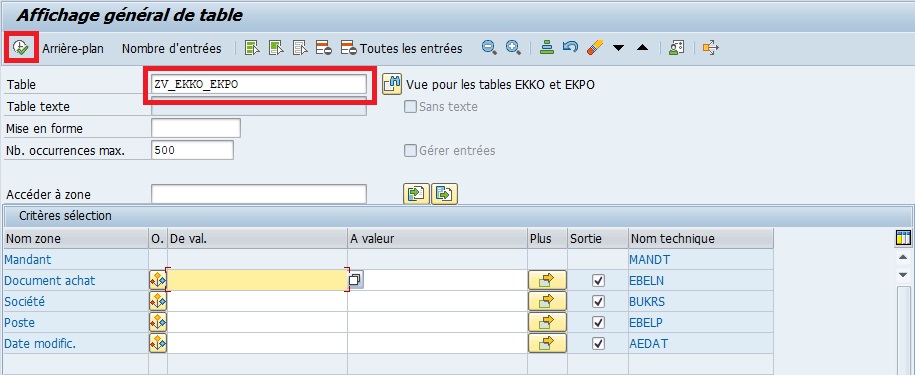 Affichage général de table
Arrière-plan Nombre d'entrées Toutes les entrées
Table ZV_EKKO_EKPO Vue pour les tables EKKO et EKPO
Table texte Sans texte
Mise en forme
Nb. occurrences max. 500 Gérer entrées
Accéder à zone
Critères sélection
Nom zone O. De val. A valeur Plus Sortie Nom technique
Mandant MANDT
Document achat EBELN
Société BUKRS
Poste EBELP
Date modific. AEDAT